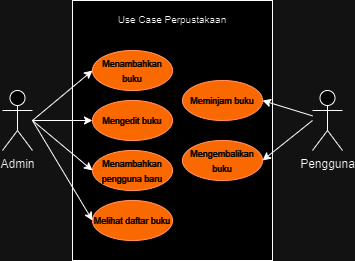 Use Case Perpustakaan
Menambahkan
buku
Meminjam buku
Mengedit buku
Admin
Menambahkan
pengguna baru
Mengembalikan
buku
Pengguna
Melihat daftar buku